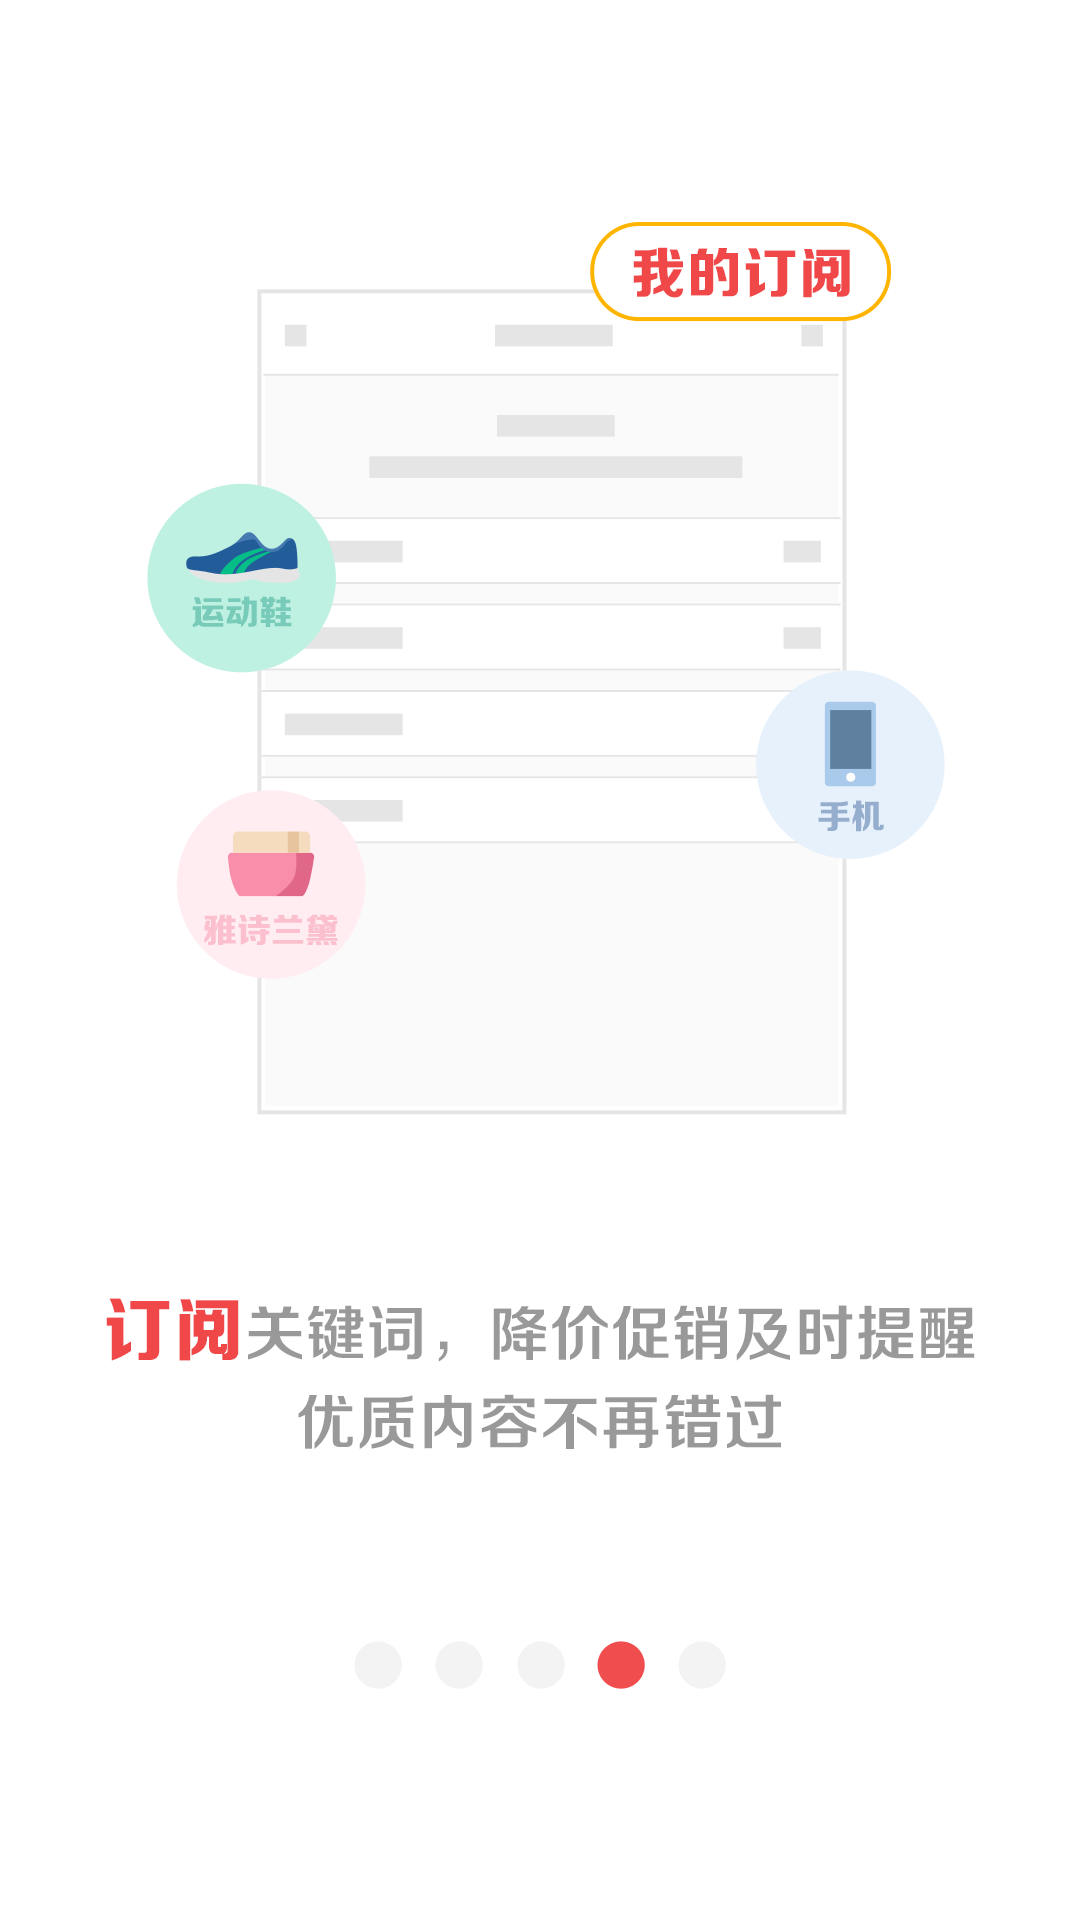 我的订阅
运动鞋
手机
雅诗兰黛
订阅关键词，降价促销及时提醒
优质内容不再错过